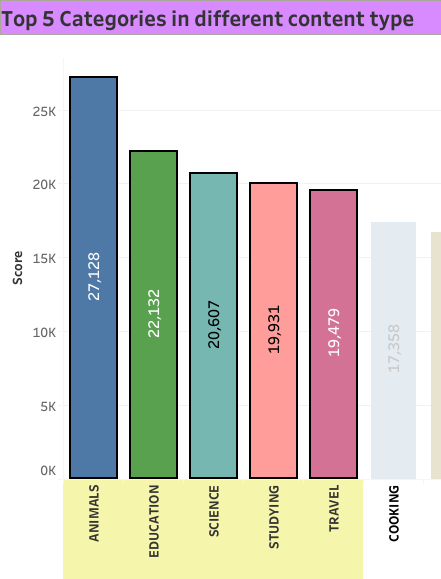 Top 5 Categories in different content type
Score
25K
20K
15K
10K
5K
0K
27,128
22,132
20,607
19,931
19,479
17,358
ANIMALS
EDUCATION
SCIENCE
STUDYING
TRAVEL
COOKING